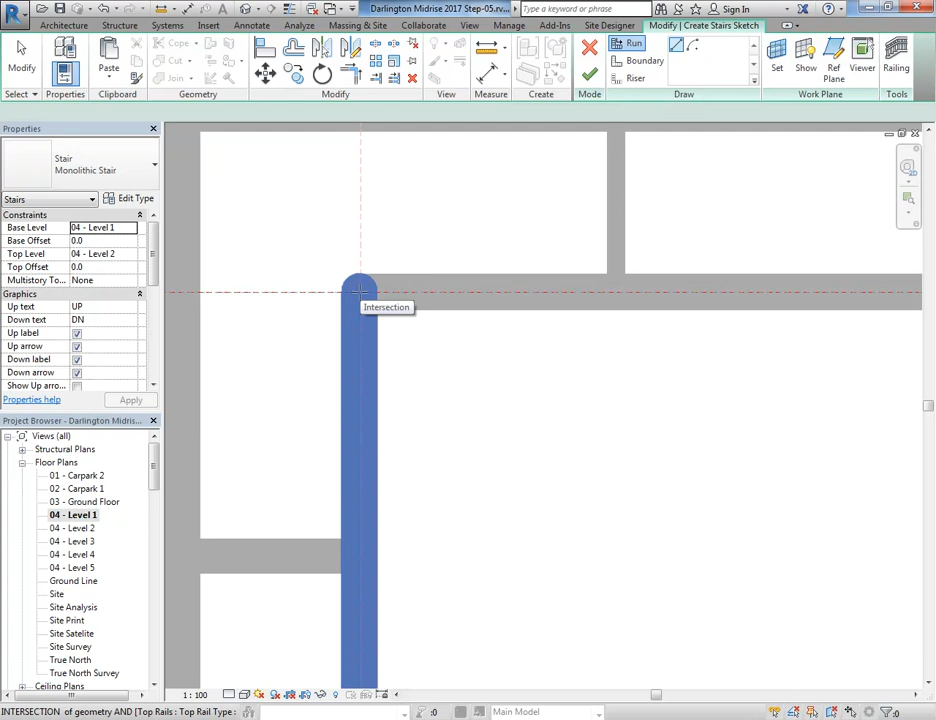 Darlington Midrise 2017 Step-05.rv...
Type a keyword or phrase
Sign In
Architecture Structure Systems Insert Annotate Analyze Massing & Site Collaborate View Manage Add-Ins Site Designer Modify | Create Stairs Sketch
Modify
Properties
Paste
Cope
Cut
Join
Run
Boundary
Riser
Set
Show
Ref Plane
Viewer
Railing
Select
Properties
Clipboard
Geometry
Modify
View
Measure
Create
Mode
Draw
Work Plane
Tools
Properties
Stair
Monolithic Stair
Stairs
Edit Type
Constraints
Base Level 04 - Level 1
Base Offset 0.0
Top Level 04 - Level 2
Top Offset 0.0
Multistory To... None
Graphics
Up text UP
Down text DN
Up label
Up arrow
Down label
Down arrow
Show Up arro...
Properties help
Apply
Project Browser - Darlington Midris...
Views (all)
Structural Plans
Floor Plans
01 - Carpark 2
02 - Carpark 1
03 - Ground Floor
04 - Level 1
04 - Level 2
04 - Level 3
04 - Level 4
04 - Level 5
Ground Line
Site
Site Analysis
Site Print
Site Satelite
Site Survey
True North
True North Survey
Ceiling Plans
Intersection
1 : 100
INTERSECTION of geometry AND [Top Rails : Top Rail Type :
:0
Main Model
:0